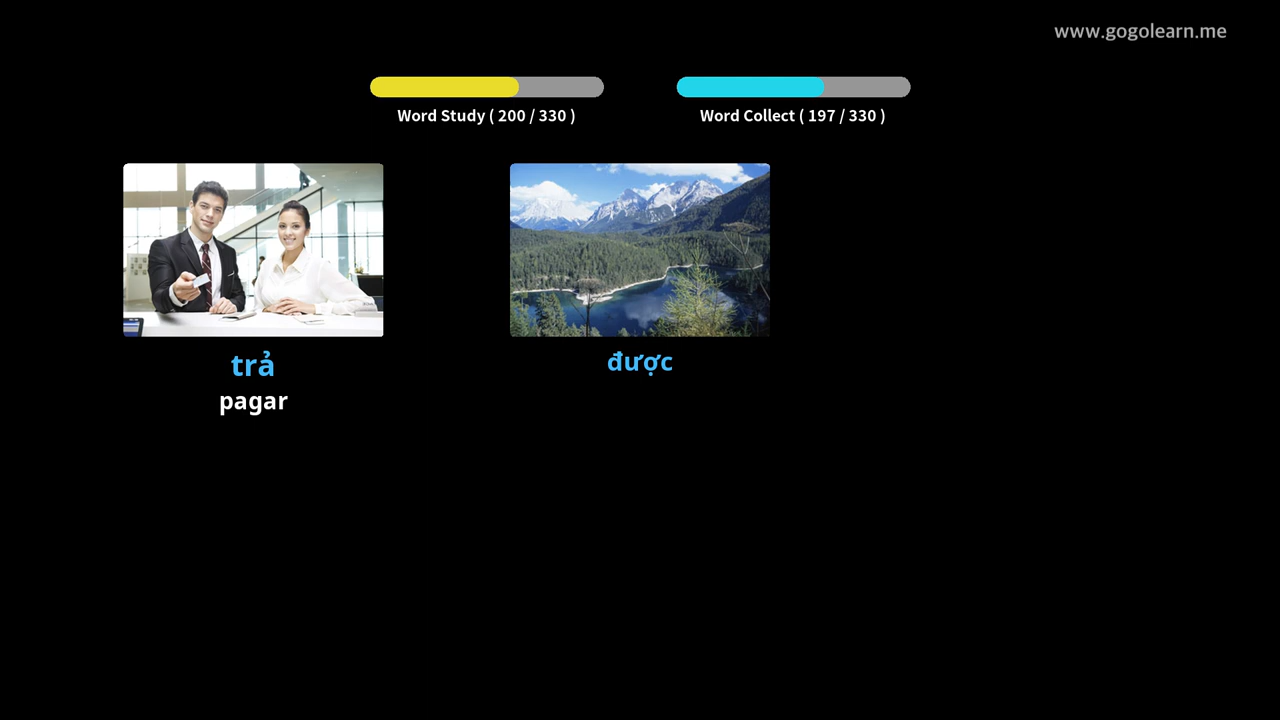 www.gogolearn.me
Word Study ( 200 / 330 )
Word Collect ( 197 / 330 )
trả
pagar
được